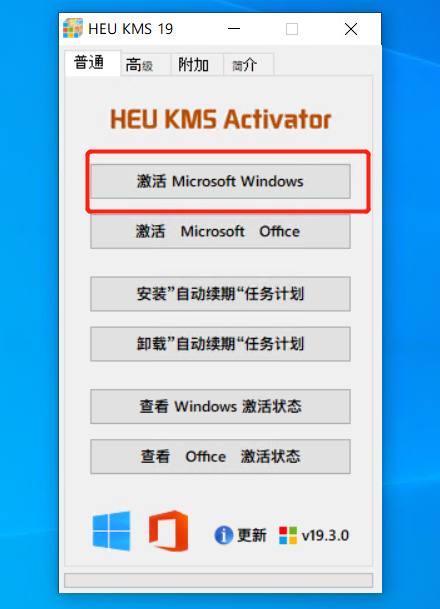 HEU KMS 19
普通 高级 附加 简介
HEU KMS Activator
激活 Microsoft Windows
激活 Microsoft Office
安装”自动续期“任务计划
卸载”自动续期“任务计划
查看 Windows 激活状态
查看 Office 激活状态
更新 v19.3.0